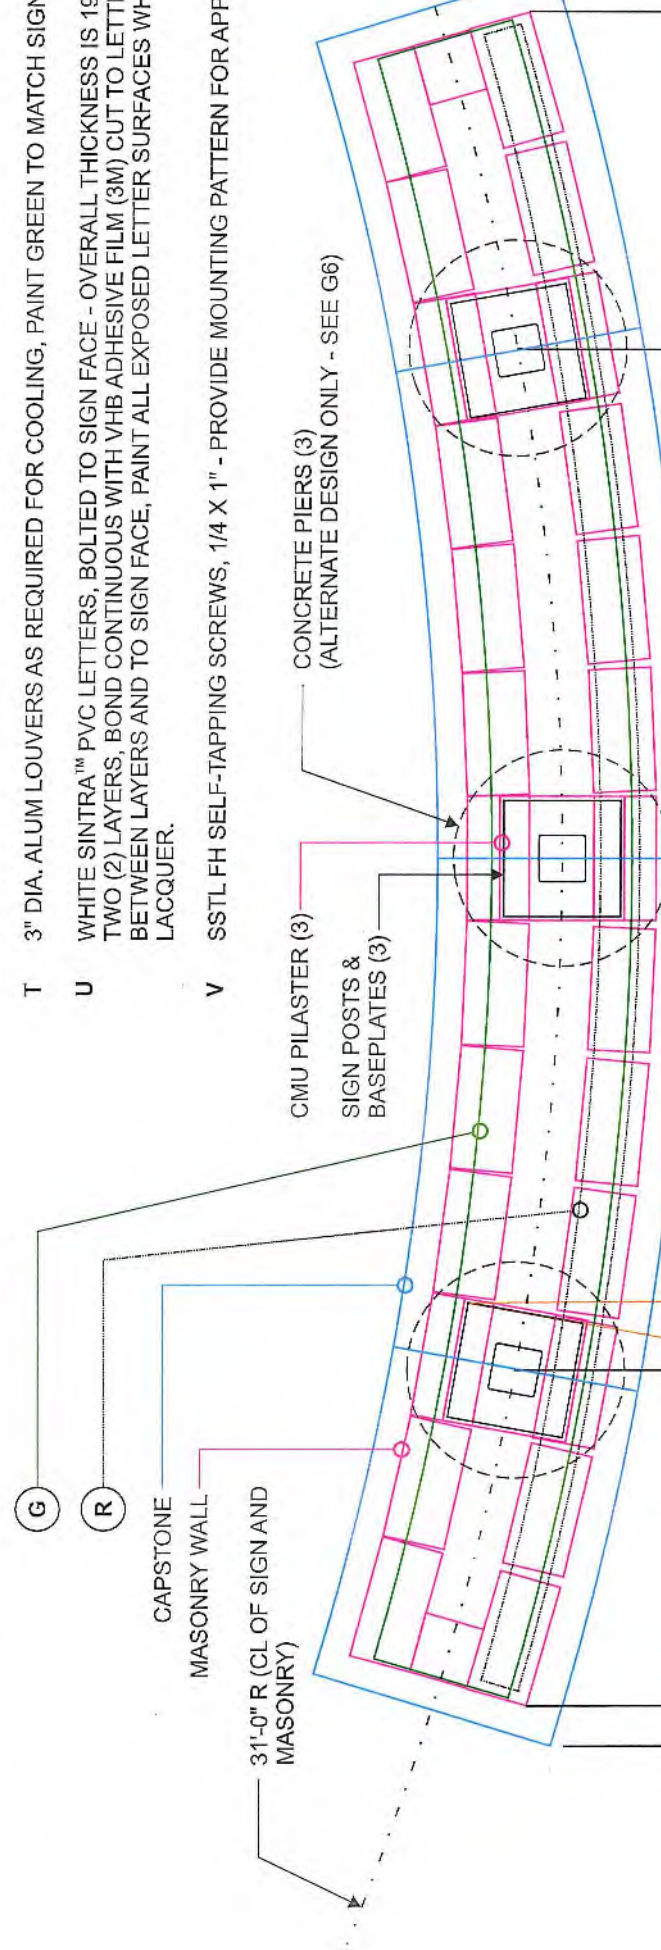 T 3" DIA. ALUM LOUVERS AS REQUIRED FOR COOLING, PAINT GREEN TO MATCH SIGN
U WHITE SINTRA™ PVC LETTERS, BOLTED TO SIGN FACE - OVERALL THICKNESS IS 19
TWO (2) LAYERS, BOND CONTINUOUS WITH VHB ADHESIVE FILM (3M) CUT TO LETTE
BETWEEN LAYERS AND TO SIGN FACE, PAINT ALL EXPOSED LETTER SURFACES WH
LACQUER.
V SSTL FH SELF-TAPPING SCREWS, 1/4 X 1" - PROVIDE MOUNTING PATTERN FOR APP
G
R
CAPSTONE
MASONRY WALL
31'-0" R (CL OF SIGN AND
MASONRY)
CMU PILASTER (3)
SIGN POSTS &
BASEPLATES (3)
CONCRETE PIERS (3)
(ALTERNATE DESIGN ONLY - SEE G6)